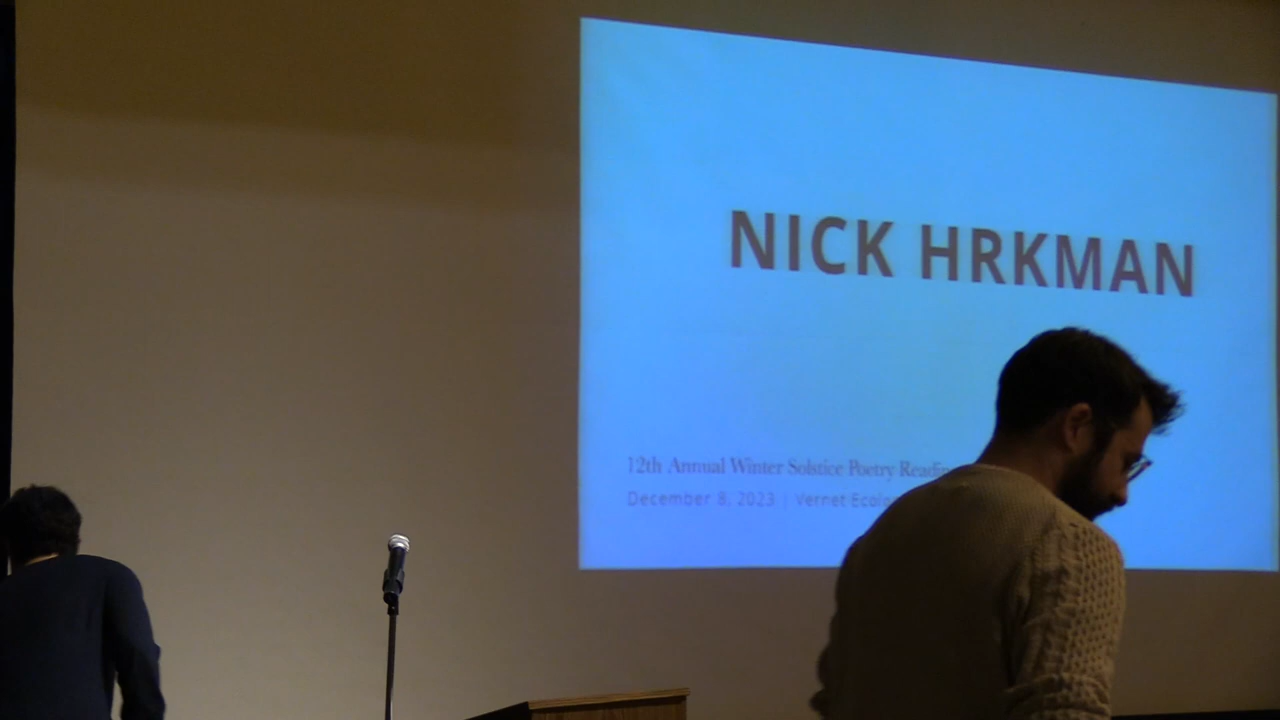 NICK HRKMAN
12th Annual Winter Solstice Poetry
December 8, 2023 | Vernet